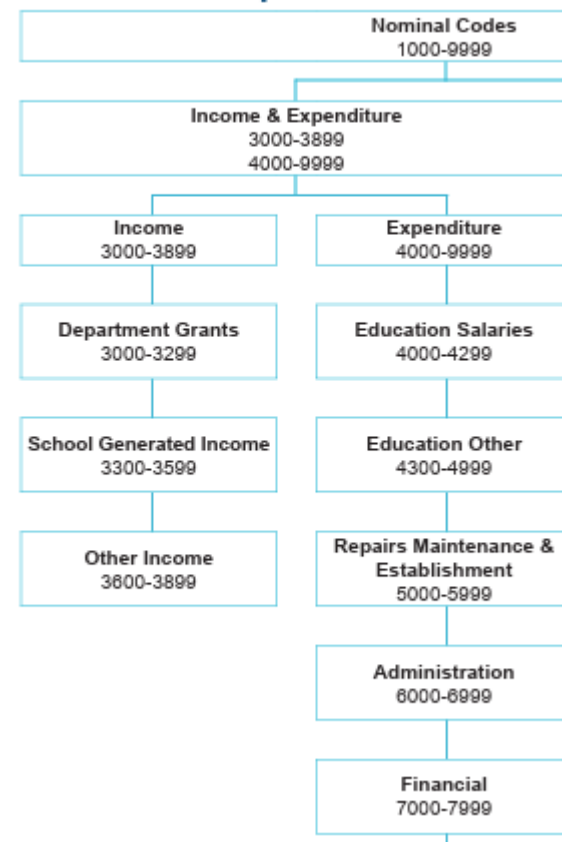 Nominal Codes
1000-9999
Income & Expenditure
3000-3899
4000-9999
Income
3000-3899
Expenditure
4000-9999
Department Grants
3000-3299
Education Salaries
4000-4299
School Generated Income
3300-3599
Education Other
4300-4999
Other Income
3600-3899
Repairs Maintenance &
Establishment
5000-5999
Administration
6000-6999
Financial
7000-7999